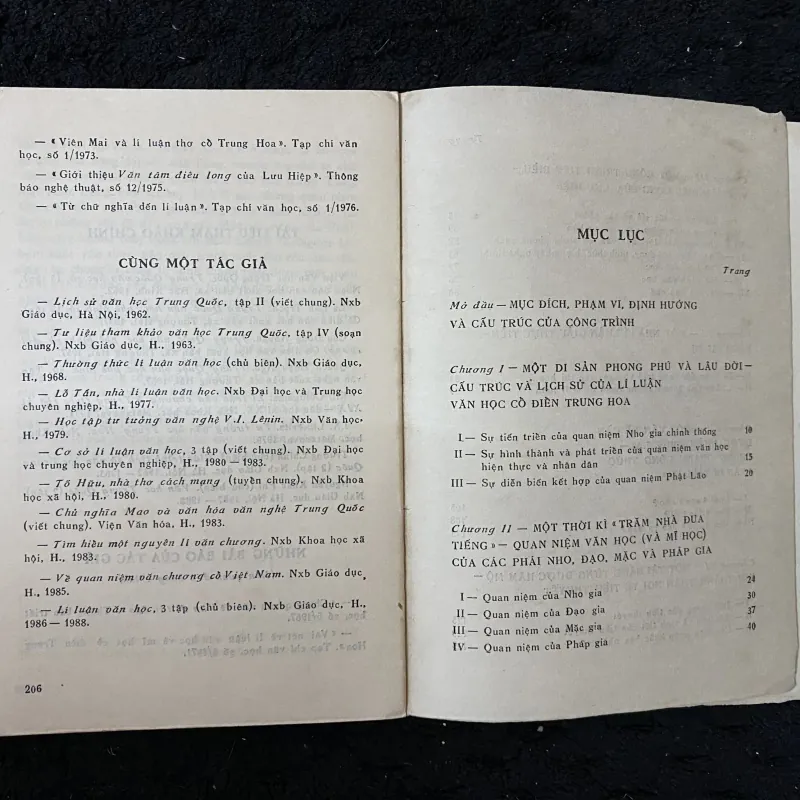 — « Viên Mai và li luận thơ cổ Trung Hoa ». Tạp chí văn
học, số 1/1973.
— « Giới thiệu Văn tâm điêu long của Lưu Hiệp ». Thông
báo nghệ thuật, số 12/1975.
— « Từ chữ nghĩa đến lí luận ». Tạp chí văn học, số 1/1976.
CÙNG MỘT TÁC GIẢ
— Lịch sử văn học Trung Quốc, tập II (viết chung). Nxb
Giáo dục, Hà Nội, 1962.
— Tư liệu tham khảo văn học Trung Quốc, tập IV (soạn
chung). Nxb Giáo dục, H., 1963.
— Thường thức lí luận văn học (chủ biên). Nxb Giáo dục,
H., 1968.
— Lỗ Tấn, nhà lí luận văn học. Nxb Đại học và Trung học
chuyên nghiệp, H., 1977.
— Học tập tư tưởng văn nghệ V.I. Lênin. Nxb Văn học,
H., 1979.
— Cơ sở lí luận văn học, 3 tập (viết chung). Nxb Đại học
và trung học chuyên nghiệp, H., 1980 — 1983.
— Tố Hữu, nhà thơ cách mạng (tuyển chung). Nxb Khoa
học xã hội, H., 1980.
— Chủ nghĩa Mao và văn hóa văn nghệ Trung Quốc
(viết chung). Viện Văn hóa, H., 1983.
— Tìm hiểu một nguyên lí văn chương. Nxb Khoa học xã
hội, H., 1983.
— Về quan niệm văn chương cổ Việt Nam. Nxb Giáo dục,
H., 1985.
— Lí luận văn học, 3 tập (chủ biên). Nxb Giáo dục, H.,
1986 — 1988.
206
MỤC LỤC
Trang
Mở đầu — MỤC ĐÍCH, PHẠM VI, ĐỊNH HƯỚNG
VÀ CẤU TRÚC CỦA CÔNG TRÌNH
Chương I — MỘT DI SẢN PHONG PHÚ VÀ LÂU ĐỜI —
CẤU TRÚC VÀ LỊCH SỬ CỦA LÍ LUẬN
VĂN HỌC CỔ ĐIỂN TRUNG HOA
I — Sự tiến triển của quan niệm Nho gia chính thống 10
II — Sự hình thành và phát triển của quan niệm văn học
hiện thực và nhân dân 15
III — Sự diễn biến kết hợp của quan niệm Phật Lão 20
Chương II — MỘT THỜI KÌ « TRĂM NHÀ ĐUA
TIẾNG » — QUAN NIỆM VĂN HỌC (VÀ MĨ HỌC)
CỦA CÁC PHÁI NHO, ĐẠO, MẶC VÀ PHÁP GIA
24
I — Quan niệm của Nho gia 30
II — Quan niệm của Đạo gia 37
III — Quan niệm của Mặc gia 40
IV — Quan niệm của Pháp gia